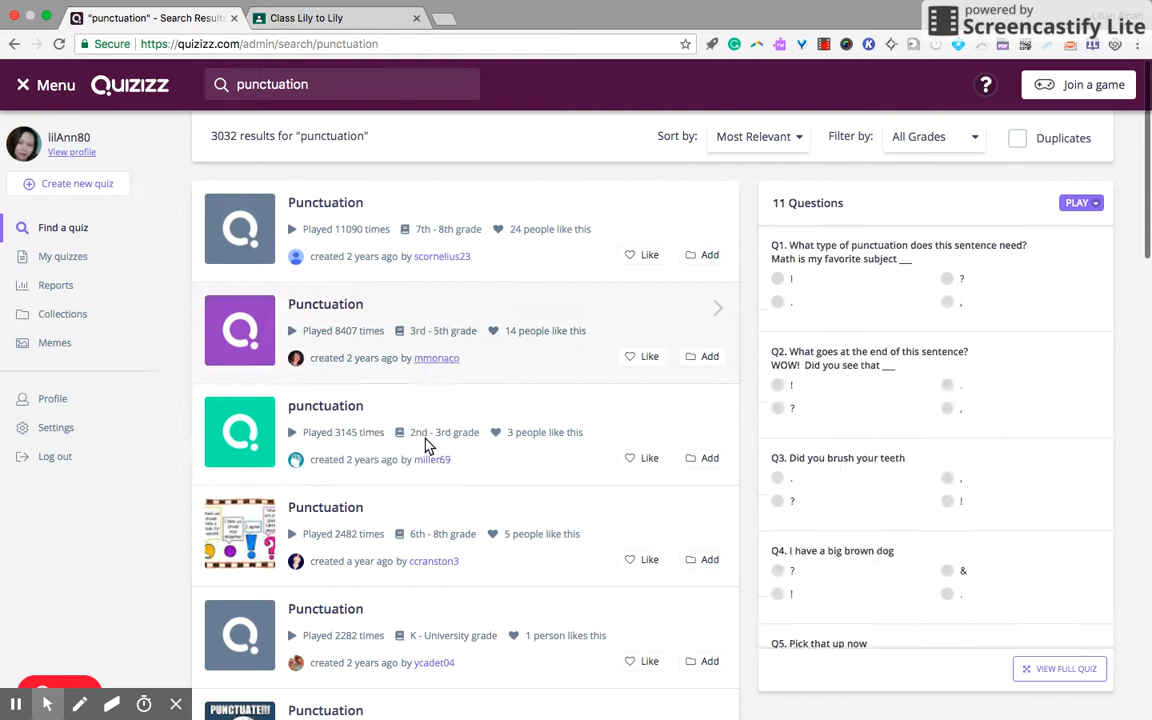 "punctuation" - Search Results
Class Lily to Lily
powered by
Screencastify Lite
Secure
https://quizizz.com/admin/search/punctuation
Menu
QUIZIZZ
punctuation
?
Join a game
lilAnn80
View profile
Create new quiz
Find a quiz
My quizzes
Reports
Collections
Memes
Profile
Settings
Log out
3032 results for "punctuation"
Sort by:
Most Relevant
Filter by:
All Grades
Duplicates
Punctuation
Played 11090 times
7th - 8th grade
24 people like this
created 2 years ago by scornelius23
Like
Add
Punctuation
Played 8407 times
3rd - 5th grade
14 people like this
created 2 years ago by mmonaco
Like
Add
punctuation
Played 3145 times
2nd - 3rd grade
3 people like this
created 2 years ago by miller69
Like
Add
Punctuation
Played 2482 times
6th - 8th grade
5 people like this
created a year ago by ccranston3
Like
Add
Punctuation
Played 2282 times
K - University grade
1 person likes this
created 2 years ago by ycadet04
Like
Add
PUNCTUATE!!!
Punctuation
11 Questions
PLAY
Q1. What type of punctuation does this sentence need?
Math is my favorite subject ___
!
?
.
,
Q2. What goes at the end of this sentence?
WOW! Did you see that ___
!
.
?
,
Q3. Did you brush your teeth
.
,
?
!
Q4. I have a big brown dog
?
&
!
.
Q5. Pick that up now
VIEW FULL QUIZ